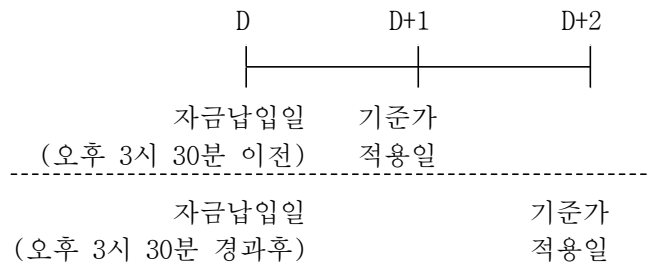 D D+1 D+2
자금납입일 기준가
(오후 3시 30분 이전) 적용일
자금납입일 기준가
(오후 3시 30분 경과후) 적용일